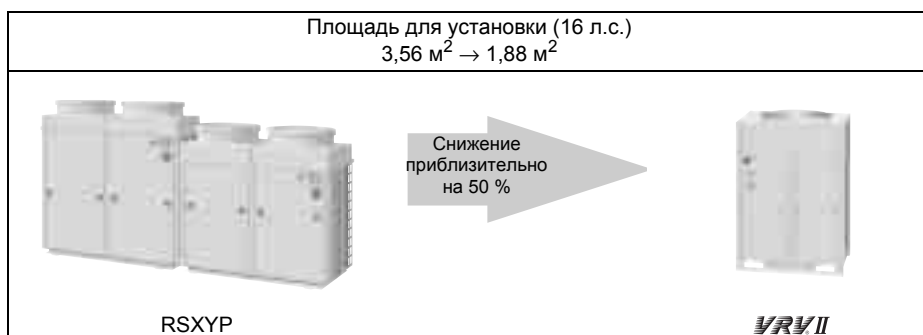 Площадь для установки (16 л.с.)
3,56 м² → 1,88 м²
Снижение
приблизительно
на 50 %
RSXYP
VRV II